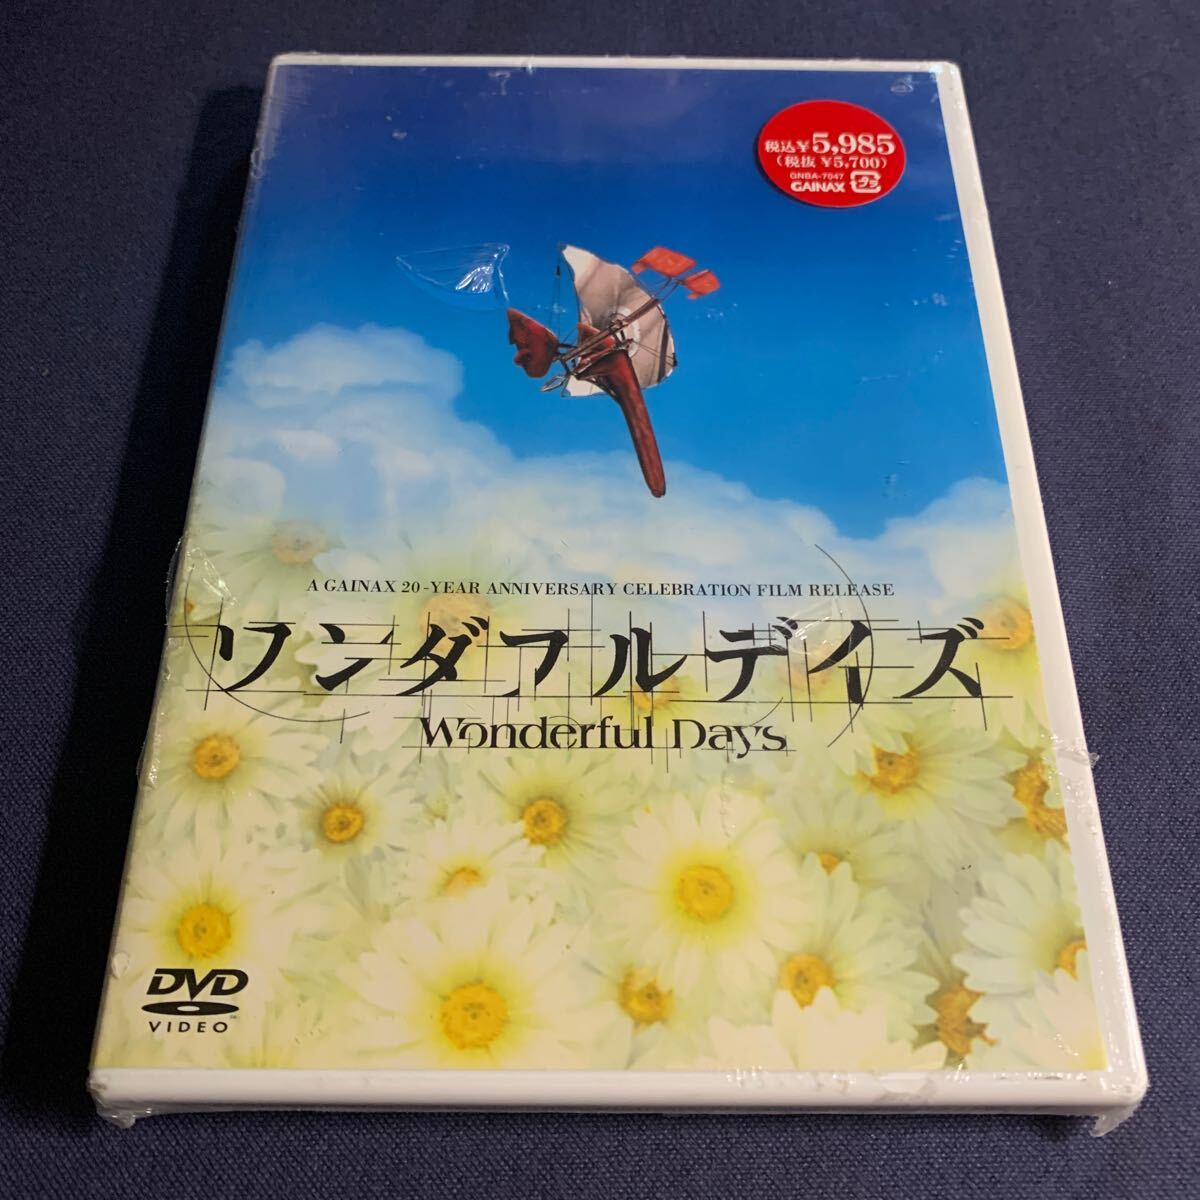 税込¥5,985
(税抜 ¥5,700)
GNBA-7047
GAINAX
A GAINAX 20-YEAR ANNIVERSARY CELEBRATION FILM RELEASE
ワンダフルデイズ
Wonderful Days
DVD
VIDEO